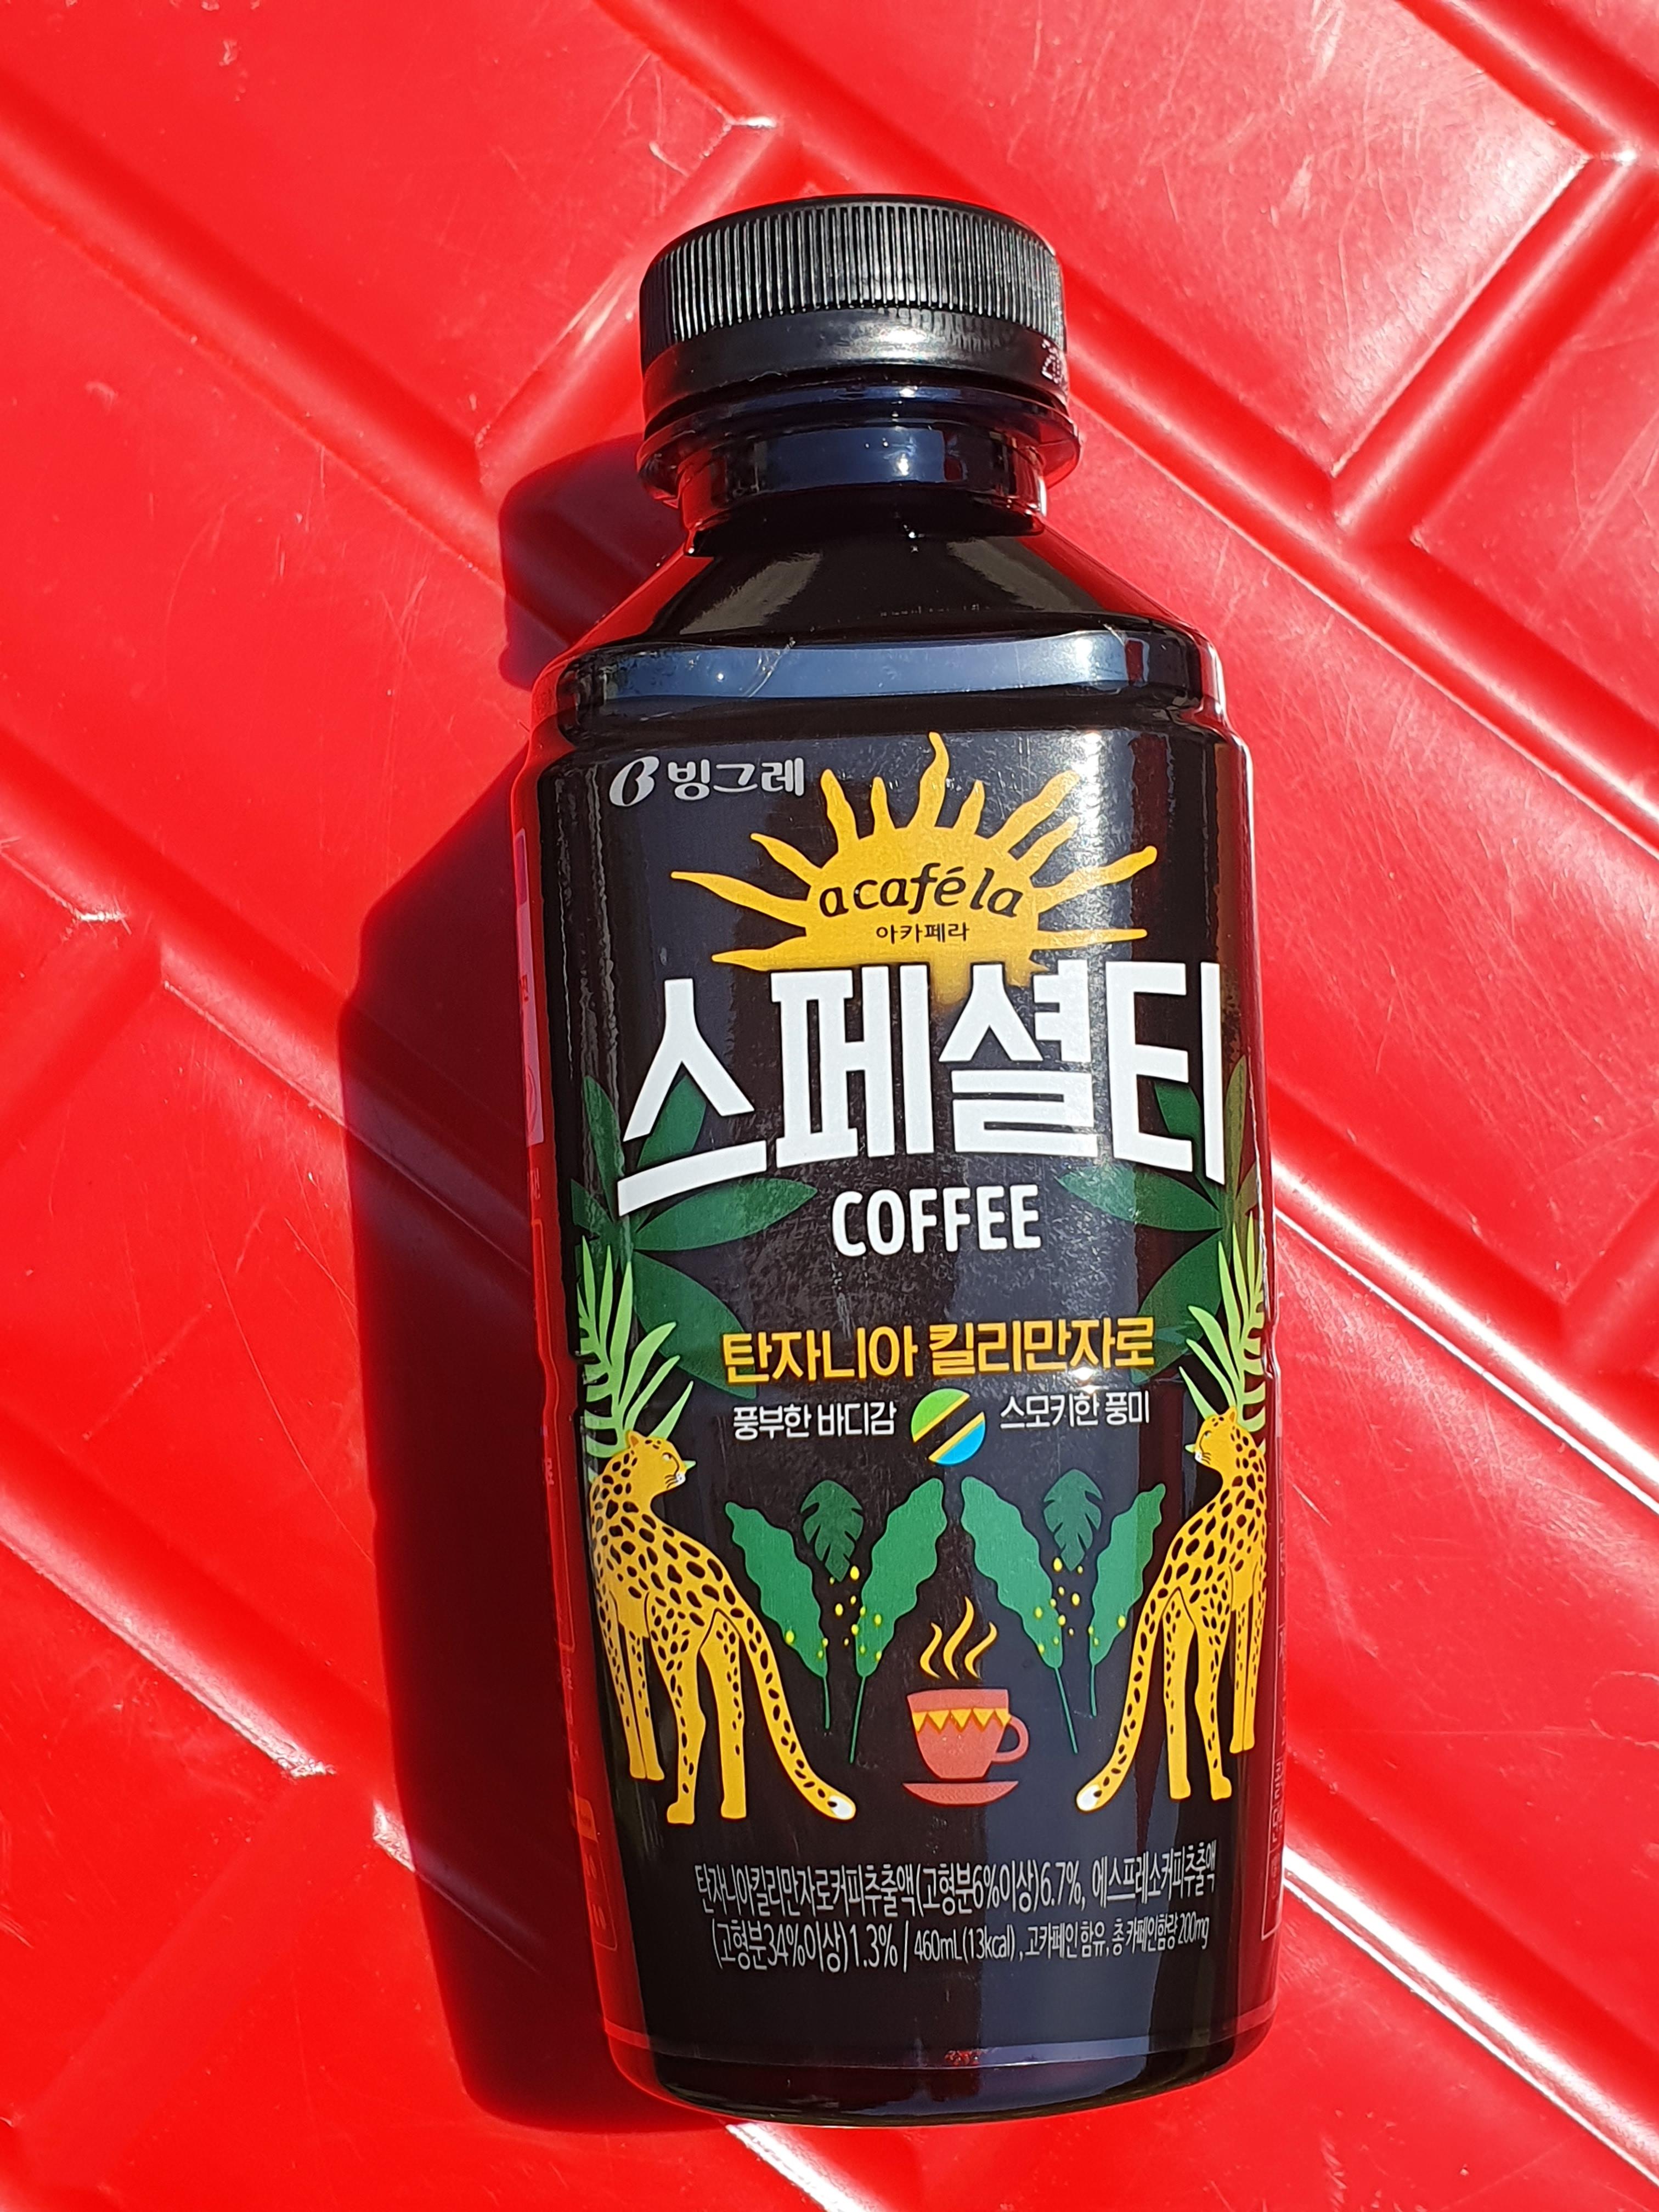 빙그레
acaféla
아카페라
스페셜티
COFFEE
탄자니아 킬리만자로
풍부한 바디감 스모키한 풍미
탄자니아킬리만자로커피추출액(고형분6%이상)6.7%, 에스프레소커피추출액
(고형분34%이상)1.3% / 460mL(13kcal), 고카페인 함유, 총 카페인함량 200mg